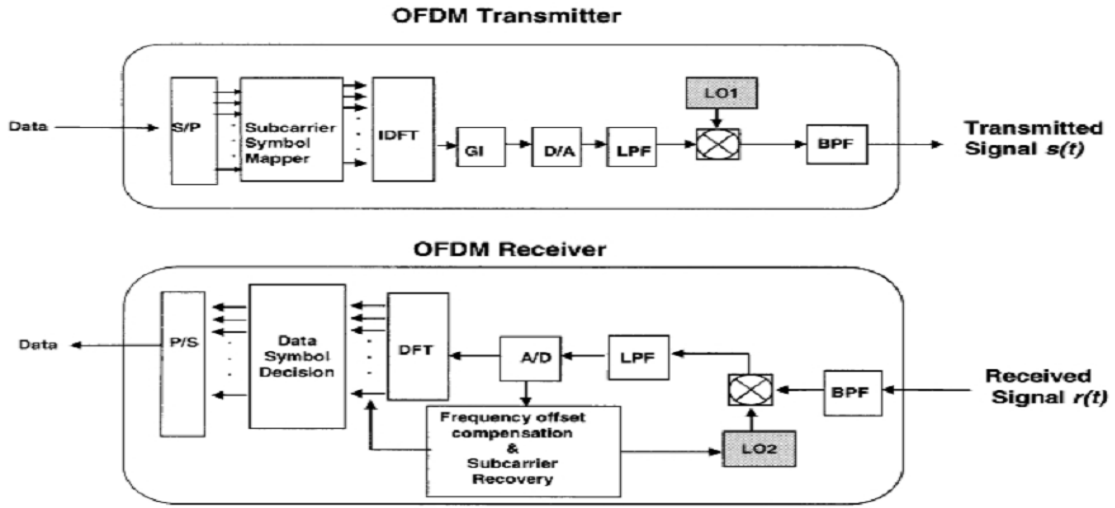 OFDM Transmitter
Data
S/P
Subcarrier
Symbol
Mapper
IDFT
GI
D/A
LPF
LO1
BPF
Transmitted
Signal s(t)
OFDM Receiver
Data
P/S
Data
Symbol
Decision
DFT
A/D
LPF
BPF
Received
Signal r(t)
Frequency offset
compensation
&
Subcarrier
Recovery
LO2